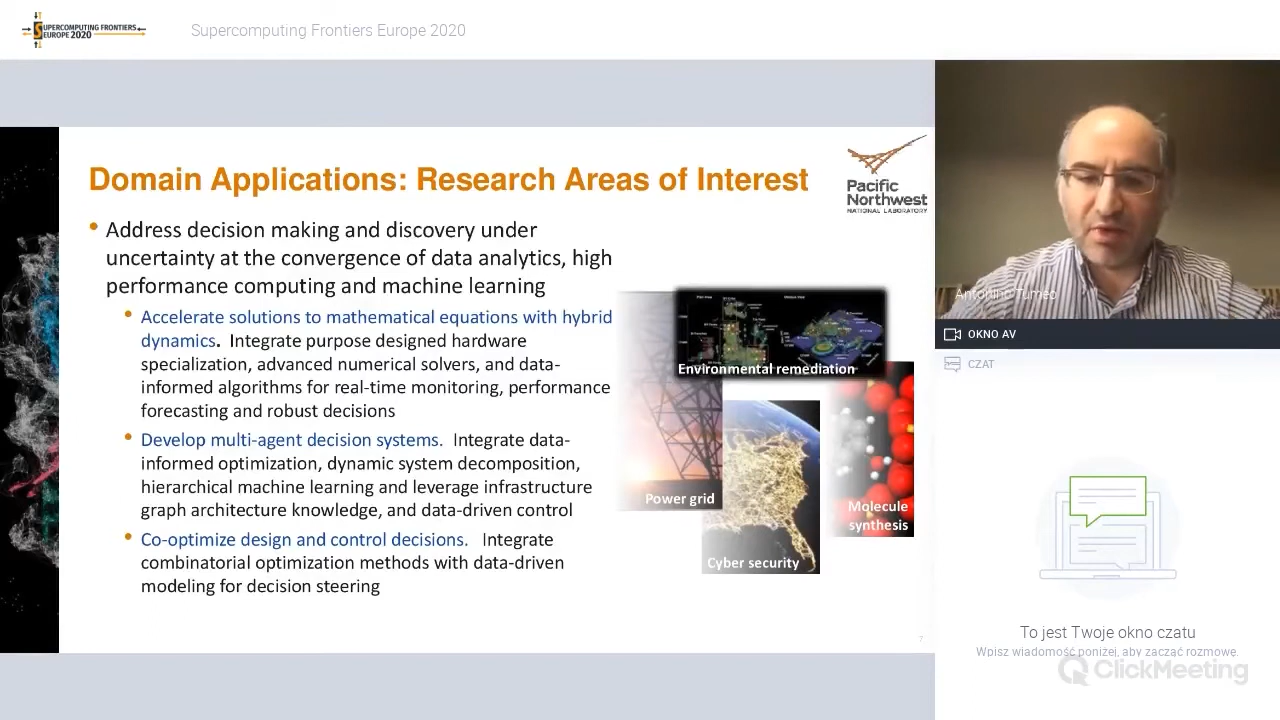 SUPERCOMPUTING FRONTIERS
EUROPE 2020
Supercomputing Frontiers Europe 2020
Domain Applications: Research Areas of Interest
Pacific
Northwest
NATIONAL LABORATORY
• Address decision making and discovery under
uncertainty at the convergence of data analytics, high
performance computing and machine learning
• Accelerate solutions to mathematical equations with hybrid
dynamics. Integrate purpose designed hardware
specialization, advanced numerical solvers, and data-
informed algorithms for real-time monitoring, performance
forecasting and robust decisions
• Develop multi-agent decision systems. Integrate data-
informed optimization, dynamic system decomposition,
hierarchical machine learning and leverage infrastructure
graph architecture knowledge, and data-driven control
• Co-optimize design and control decisions. Integrate
combinatorial optimization methods with data-driven
modeling for decision steering
Environmental remediation
Power grid
Molecule
synthesis
Cyber security
7
Antonino Tumeo
OKNO AV
CZAT
To jest Twoje okno czatu
Wpisz wiadomość poniżej, aby zacząć rozmowę.
ClickMeeting